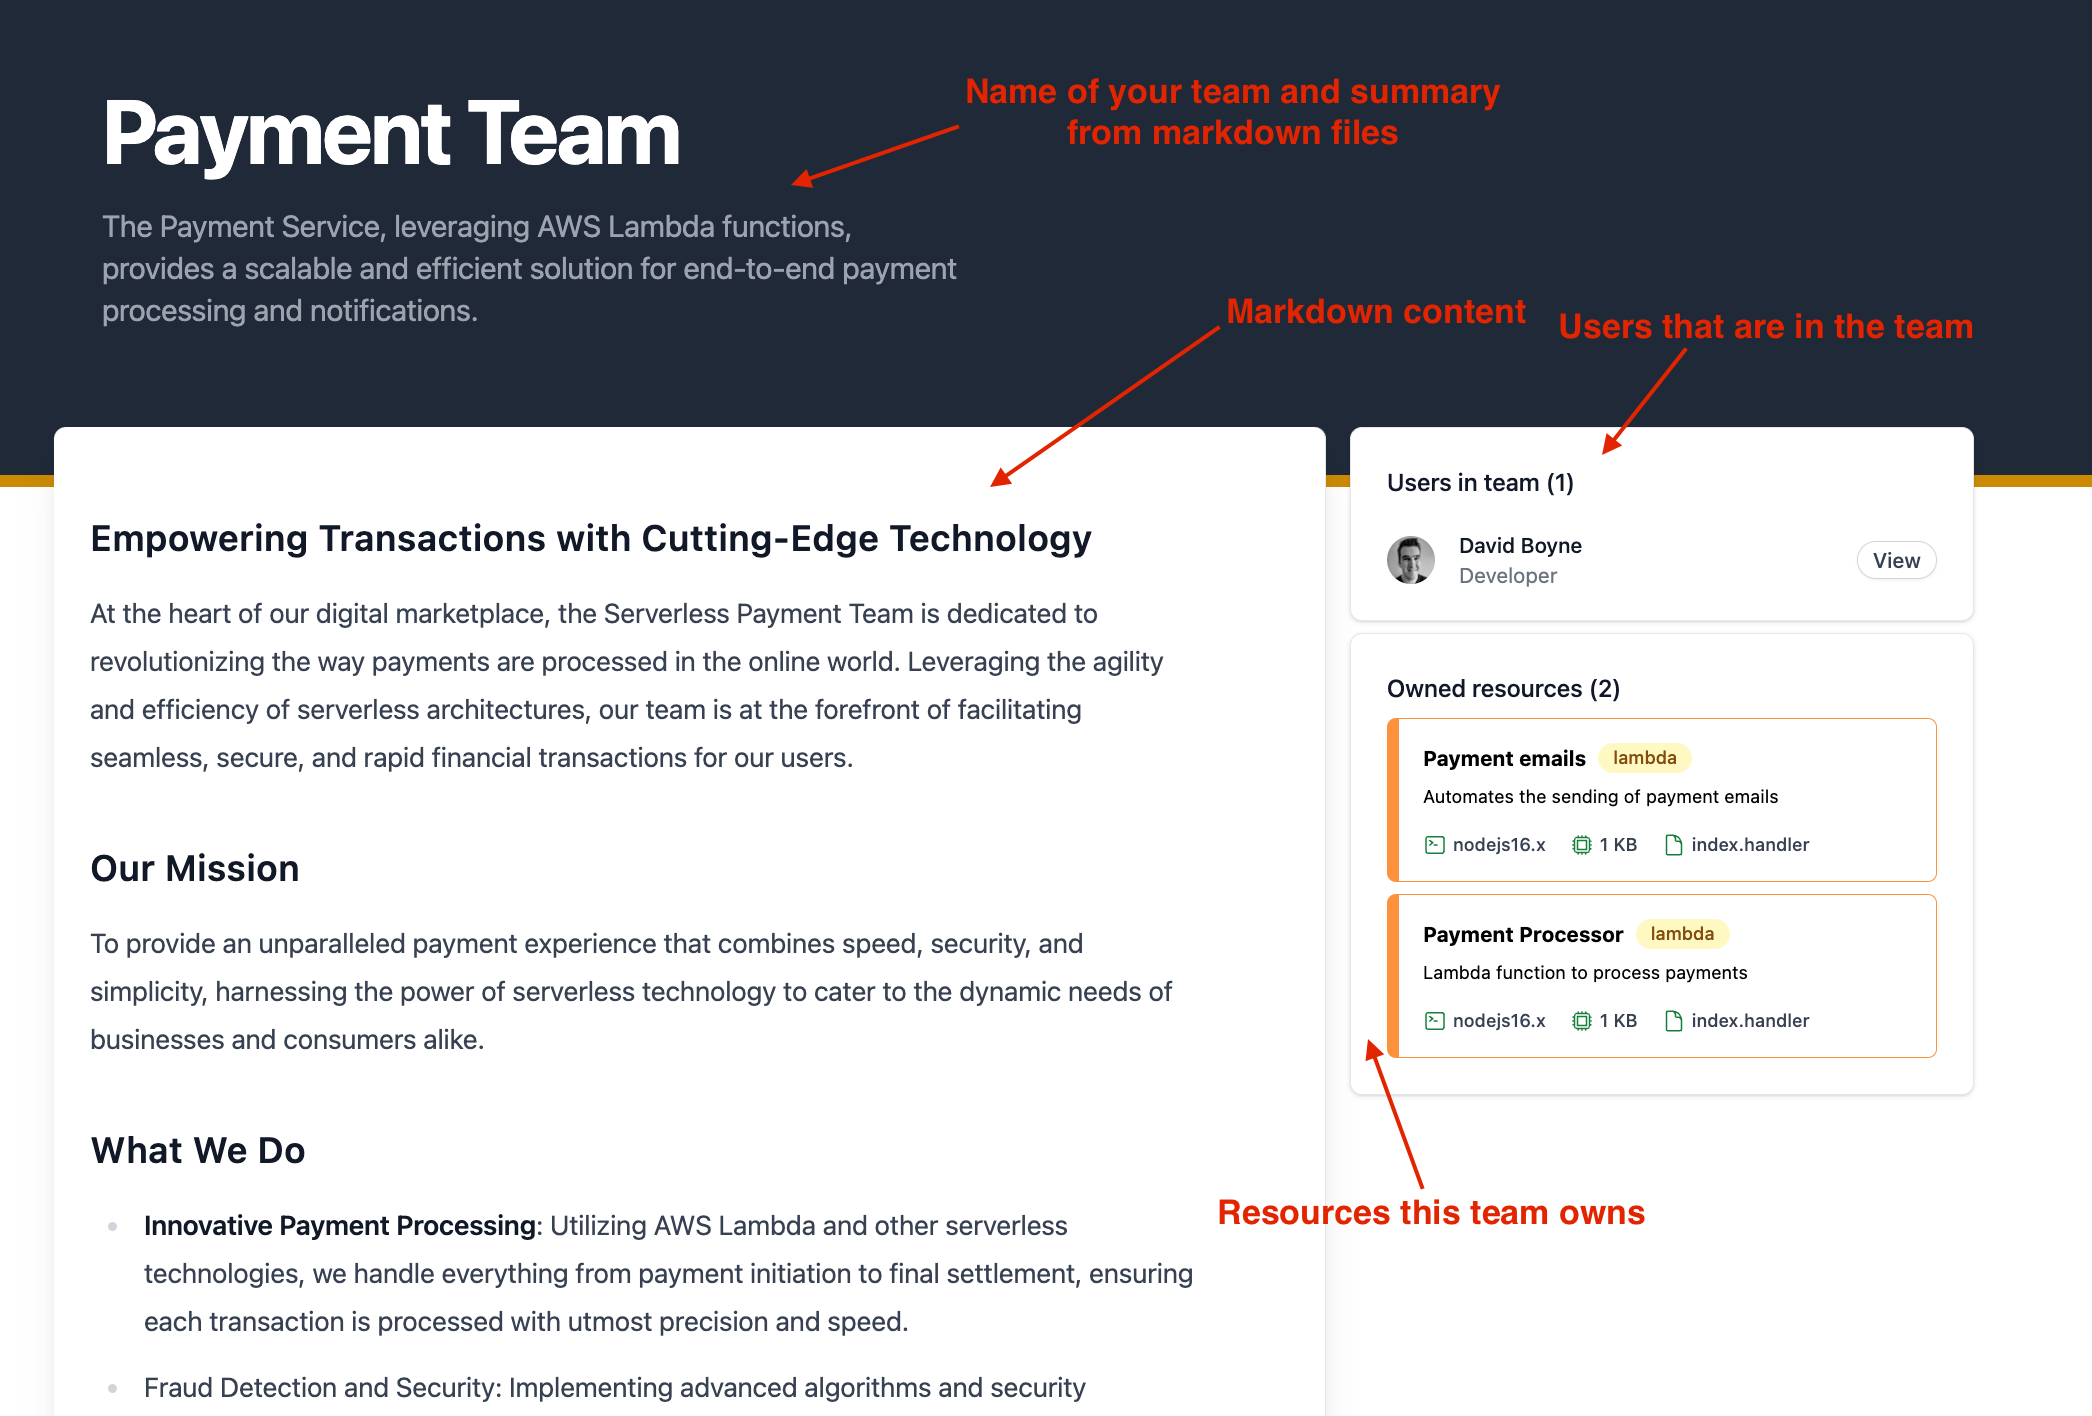 Payment Team
Name of your team and summary
from markdown files
The Payment Service, leveraging AWS Lambda functions,
provides a scalable and efficient solution for end-to-end payment
processing and notifications.
Markdown content
Users that are in the team
Empowering Transactions with Cutting-Edge Technology
At the heart of our digital marketplace, the Serverless Payment Team is dedicated to
revolutionizing the way payments are processed in the online world. Leveraging the agility
and efficiency of serverless architectures, our team is at the forefront of facilitating
seamless, secure, and rapid financial transactions for our users.
Our Mission
To provide an unparalleled payment experience that combines speed, security, and
simplicity, harnessing the power of serverless technology to cater to the dynamic needs of
businesses and consumers alike.
What We Do
Innovative Payment Processing: Utilizing AWS Lambda and other serverless
technologies, we handle everything from payment initiation to final settlement, ensuring
each transaction is processed with utmost precision and speed.
Fraud Detection and Security: Implementing advanced algorithms and security
Users in team (1)
David Boyne
Developer
View
Owned resources (2)
Payment emails lambda
Automates the sending of payment emails
nodejs16.x 1 KB index.handler
Payment Processor lambda
Lambda function to process payments
nodejs16.x 1 KB index.handler
Resources this team owns